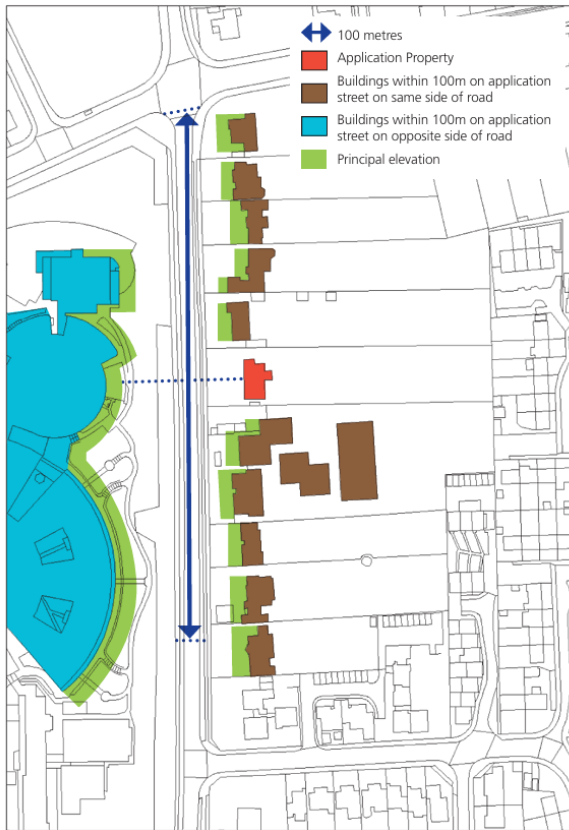 100 metres
Application Property
Buildings within 100m on application
street on same side of road
Buildings within 100m on application
street on opposite side of road
Principal elevation